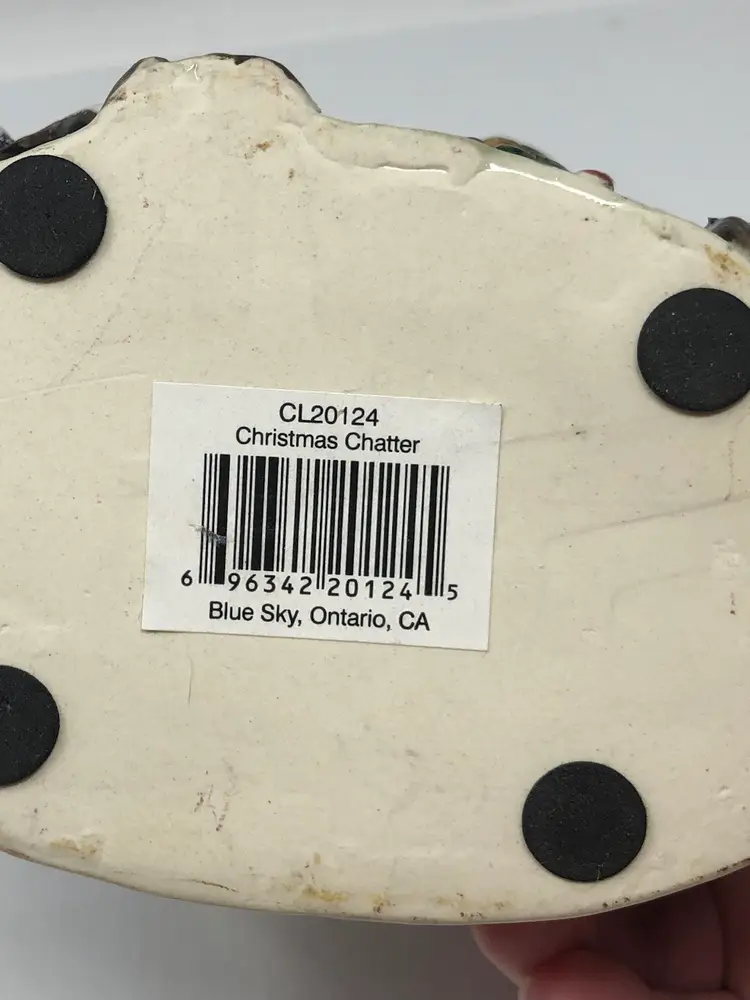 CL20124
Christmas Chatter
6 96342 20124 5
Blue Sky, Ontario, CA